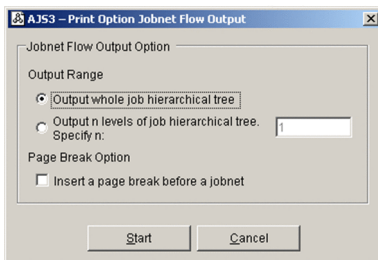 AJS3 – Print Option Jobnet Flow Output
Jobnet Flow Output Option
Output Range
Output whole job hierarchical tree
Output n levels of job hierarchical tree.
Specify n:
1
Page Break Option
Insert a page break before a jobnet
Start Cancel